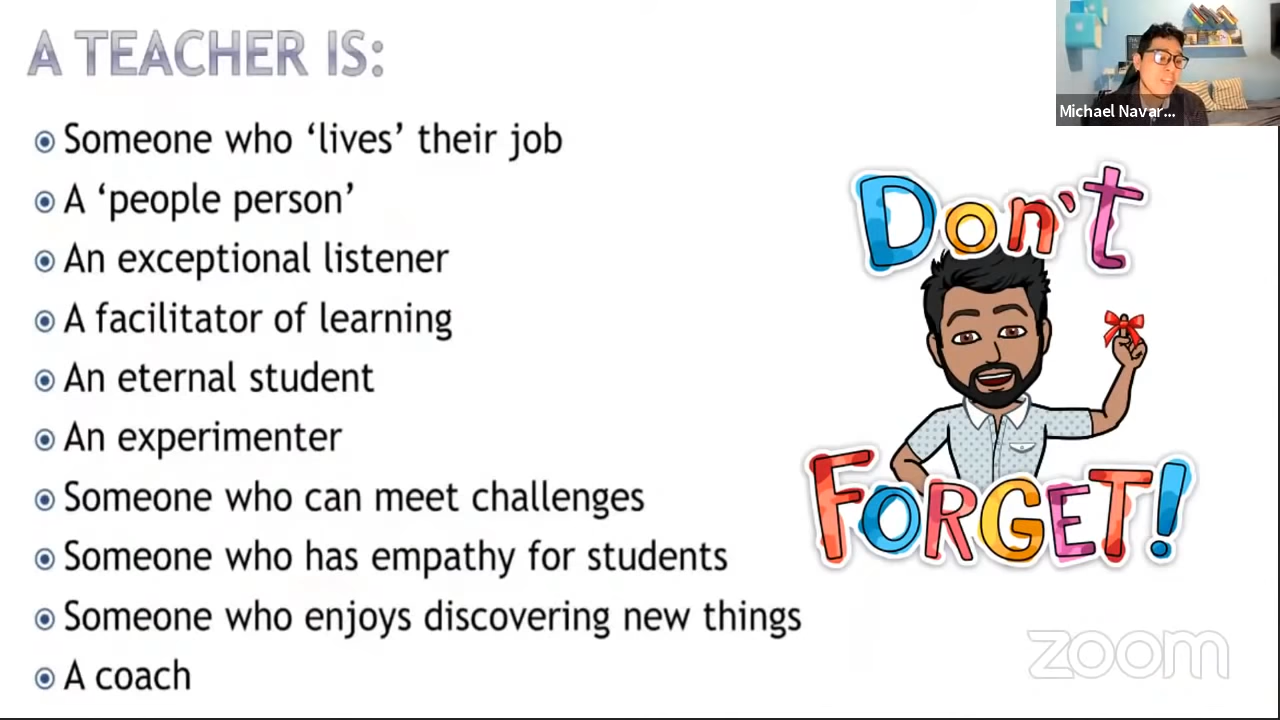 A TEACHER IS:
Someone who ‘lives’ their job
A ‘people person’
An exceptional listener
A facilitator of learning
An eternal student
An experimenter
Someone who can meet challenges
Someone who has empathy for students
Someone who enjoys discovering new things
A coach
Don't
FORGET!
Michael Navar...
zoom